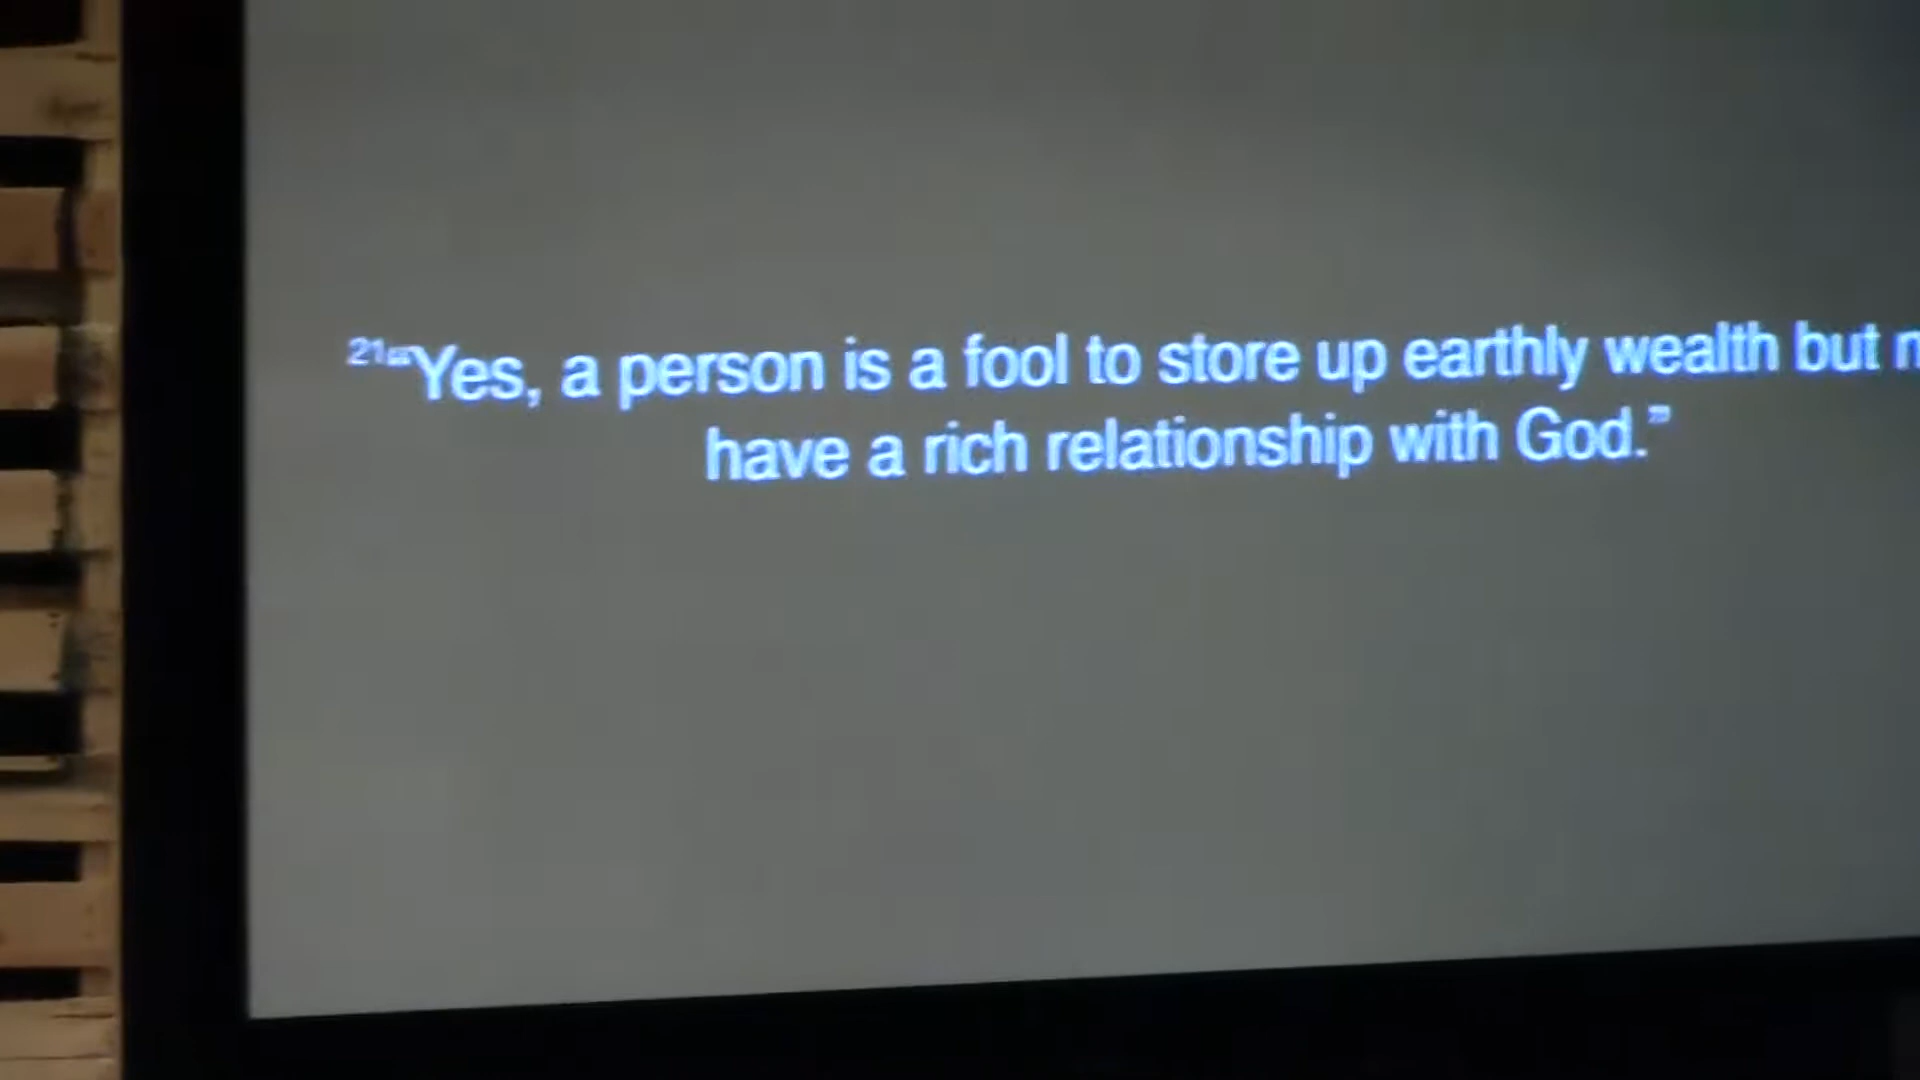 21“Yes, a person is a fool to store up earthly wealth but
have a rich relationship with God.”